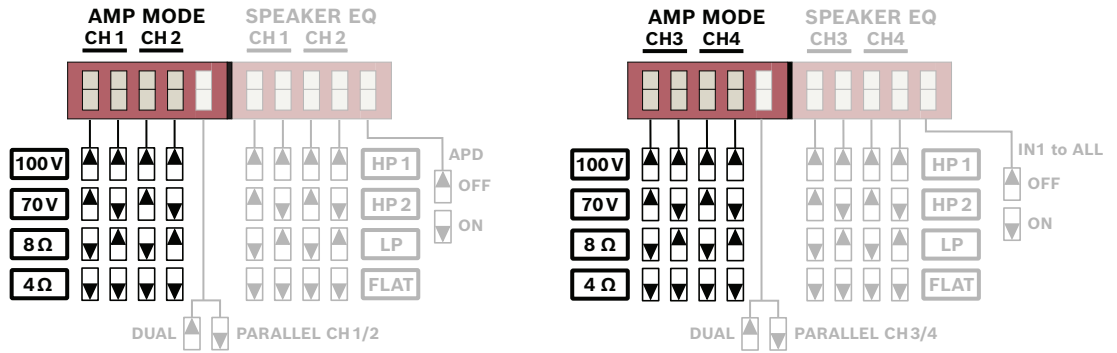 AMP MODE SPEAKER EQ
CH 1 CH 2 CH 1 CH 2
100 V HP 1 APD
OFF
70 V HP 2
ON
8 Ω LP
4 Ω FLAT
DUAL PARALLEL CH 1/2
AMP MODE SPEAKER EQ
CH3 CH4 CH3 CH4
100 V HP 1 IN1 to ALL
OFF
70 V HP 2
ON
8 Ω LP
4 Ω FLAT
DUAL PARALLEL CH 3/4